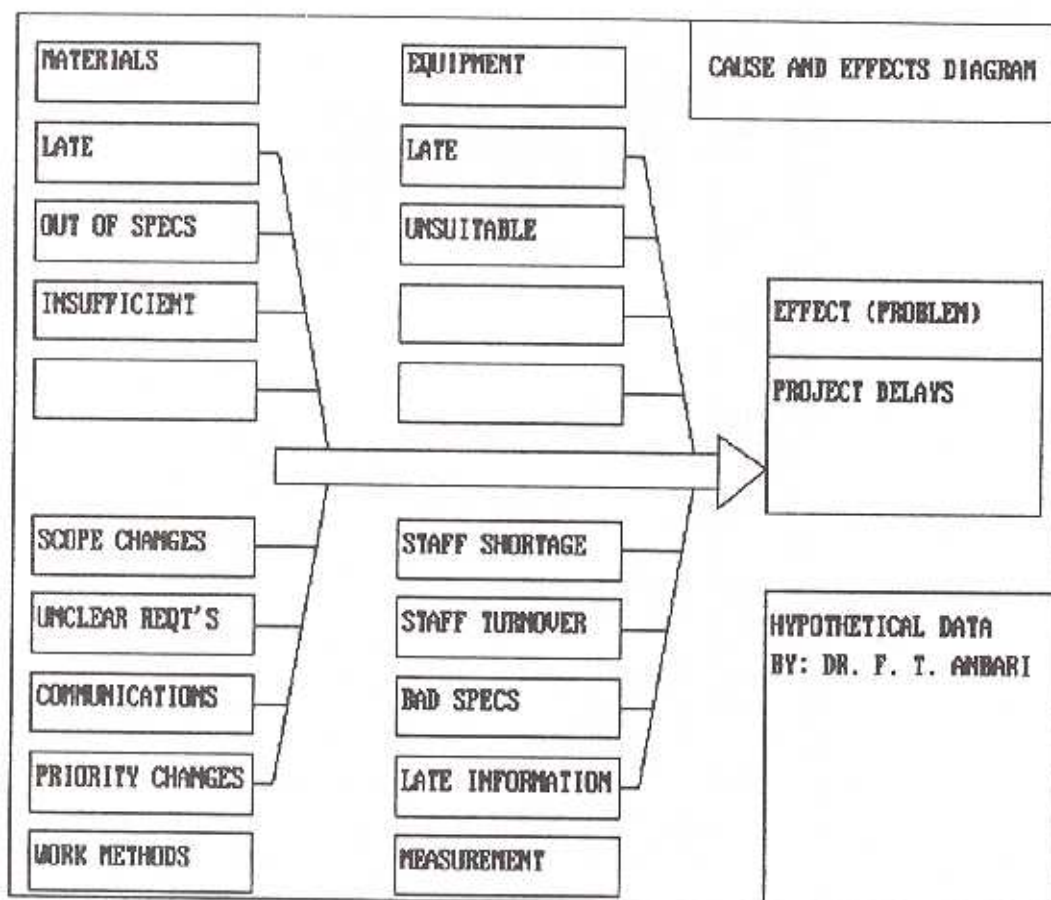 MATERIALS
EQUIPMENT
CAUSE AND EFFECTS DIAGRAM
LATE
LATE
OUT OF SPECS
UNSUITABLE
INSUFFICIENT
EFFECT (PROBLEM)
PROJECT DELAYS
SCOPE CHANGES
STAFF SHORTAGE
UNCLEAR REQT'S
STAFF TURNOVER
HYPOTHETICAL DATA
BY: DR. F. T. ANBARI
COMMUNICATIONS
BAD SPECS
PRIORITY CHANGES
LATE INFORMATION
WORK METHODS
MEASUREMENT